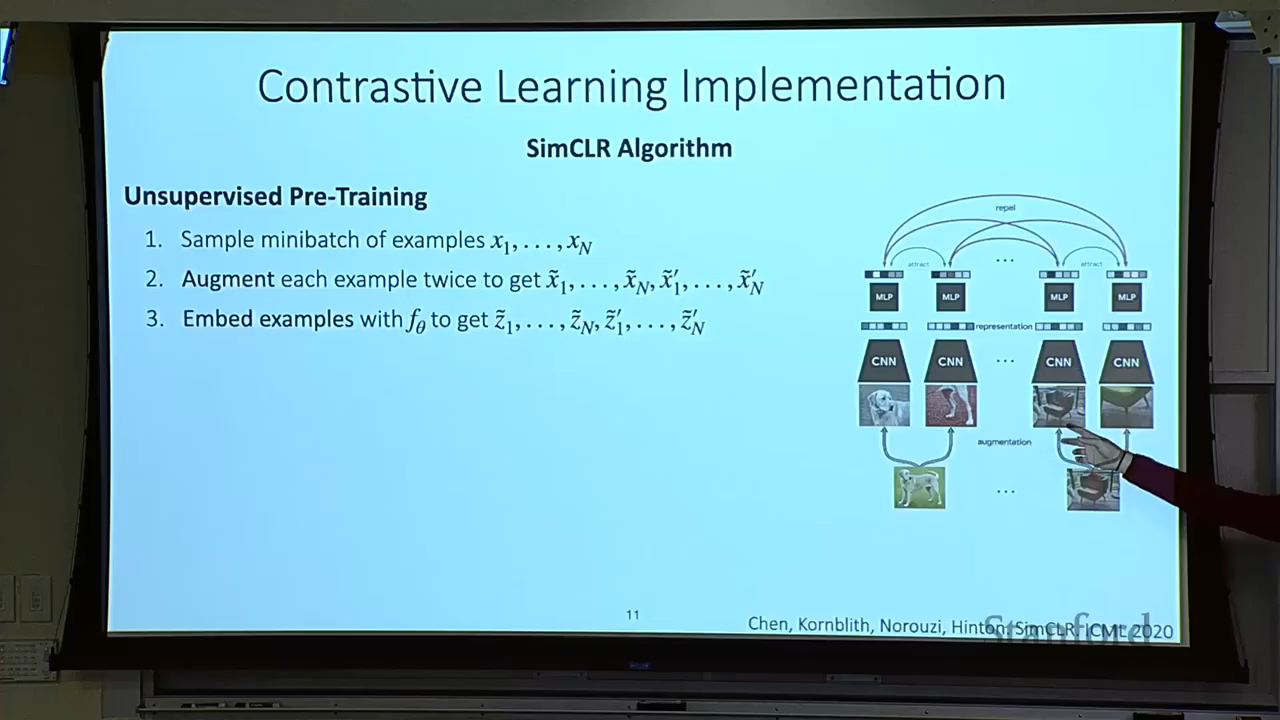 Contrastive Learning Implementation
SimCLR Algorithm
Unsupervised Pre-Training
1. Sample minibatch of examples x₁, . . . , x_N
2. Augment each example twice to get x̃₁, . . . , x̃_N, x̃′₁, . . . , x̃′_N
3. Embed examples with f_θ to get z̃₁, . . . , z̃_N, z̃′₁, . . . , z̃′_N
repel
attract
. . .
attract
MLP
MLP
MLP
MLP
representation
CNN
CNN
. . .
CNN
CNN
augmentation
. . .
11
Chen, Kornblith, Norouzi, Hinton. SimCLR. ICML 2020
Stanford